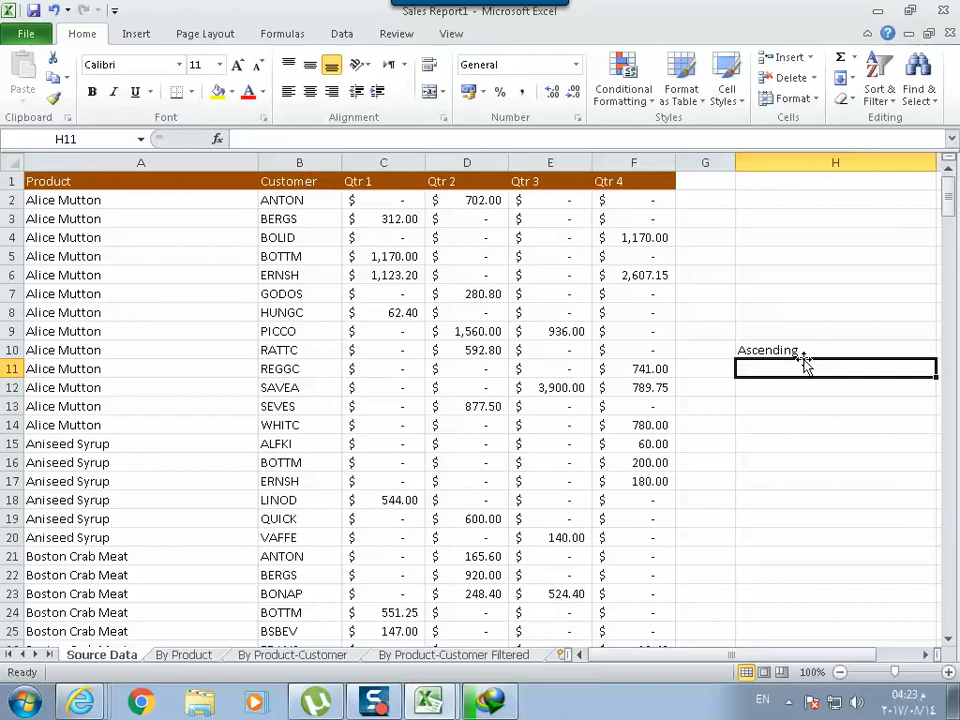 Sales Report1 - Microsoft Excel
File Home Insert Page Layout Formulas Data Review View
Paste
Clipboard
Calibri 11
B I U
Font
Alignment
General
$ % ,
Number
Conditional Formatting
Format as Table
Cell Styles
Styles
Insert
Delete
Format
Cells
Sort & Filter
Find & Select
Editing
H11 fx
A B C D E F G H
1 Product Customer Qtr 1 Qtr 2 Qtr 3 Qtr 4
2 Alice Mutton ANTON $ - $ 702.00 $ - $ -
3 Alice Mutton BERGS $ 312.00 $ - $ - $ -
4 Alice Mutton BOLID $ - $ - $ - $ 1,170.00
5 Alice Mutton BOTTM $ 1,170.00 $ - $ - $ -
6 Alice Mutton ERNSH $ 1,123.20 $ - $ - $ 2,607.15
7 Alice Mutton GODOS $ - $ 280.80 $ - $ -
8 Alice Mutton HUNGC $ 62.40 $ - $ - $ -
9 Alice Mutton PICCO $ - $ 1,560.00 $ 936.00 $ -
10 Alice Mutton RATTC $ - $ 592.80 $ - $ - Ascending
11 Alice Mutton REGGC $ - $ - $ - $ 741.00
12 Alice Mutton SAVEA $ - $ - $ 3,900.00 $ 789.75
13 Alice Mutton SEVES $ - $ 877.50 $ - $ -
14 Alice Mutton WHITC $ - $ - $ - $ 780.00
15 Aniseed Syrup ALFKI $ - $ - $ - $ 60.00
16 Aniseed Syrup BOTTM $ - $ - $ - $ 200.00
17 Aniseed Syrup ERNSH $ - $ - $ - $ 180.00
18 Aniseed Syrup LINOD $ 544.00 $ - $ - $ -
19 Aniseed Syrup QUICK $ - $ 600.00 $ - $ -
20 Aniseed Syrup VAFFE $ - $ - $ 140.00 $ -
21 Boston Crab Meat ANTON $ - $ 165.60 $ - $ -
22 Boston Crab Meat BERGS $ - $ 920.00 $ - $ -
23 Boston Crab Meat BONAP $ - $ 248.40 $ 524.40 $ -
24 Boston Crab Meat BOTTM $ 551.25 $ - $ - $ -
25 Boston Crab Meat BSBEV $ 147.00 $ - $ - $ -
Source Data By Product By Product-Customer By Product-Customer Filtered
Ready 100%
EN 04:23 م
٢٠١٧/٠٨/١٤